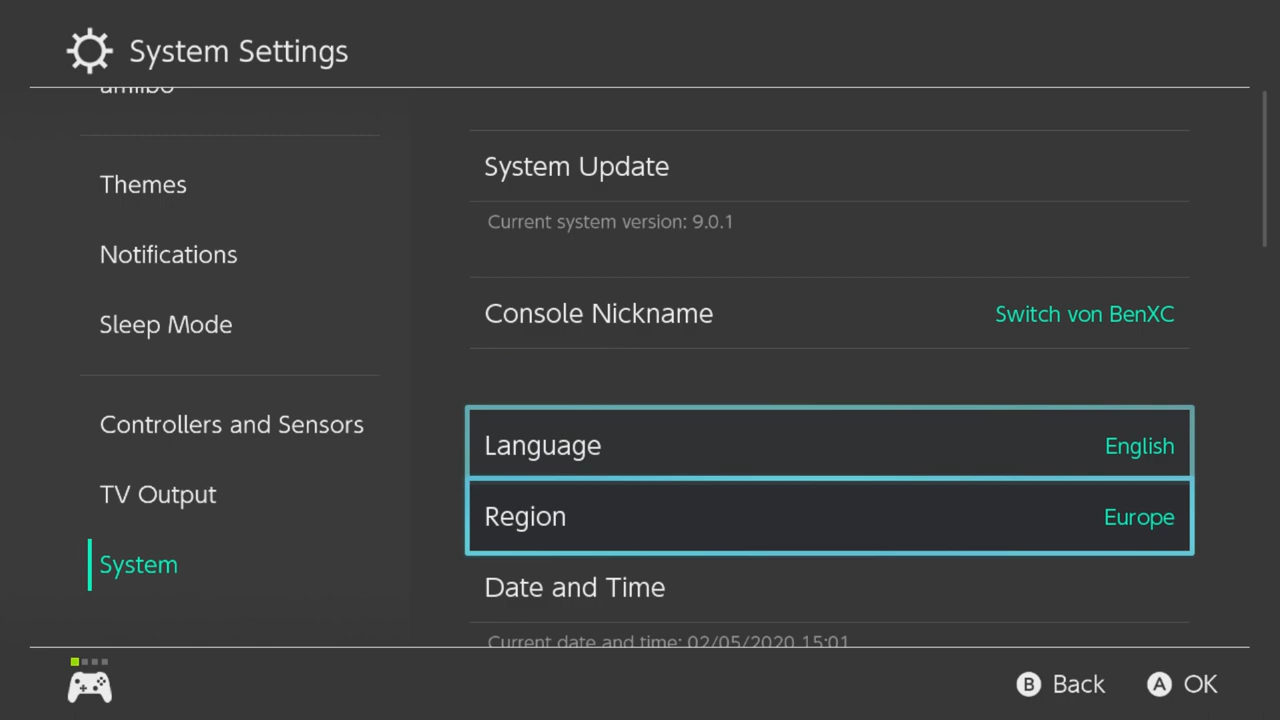 System Settings
amiibo
Themes
Notifications
Sleep Mode
Controllers and Sensors
TV Output
System
System Update
Current system version: 9.0.1
Console Nickname Switch von BenXC
Language English
Region Europe
Date and Time
Current date and time: 02/05/2020 15:01
B Back A OK